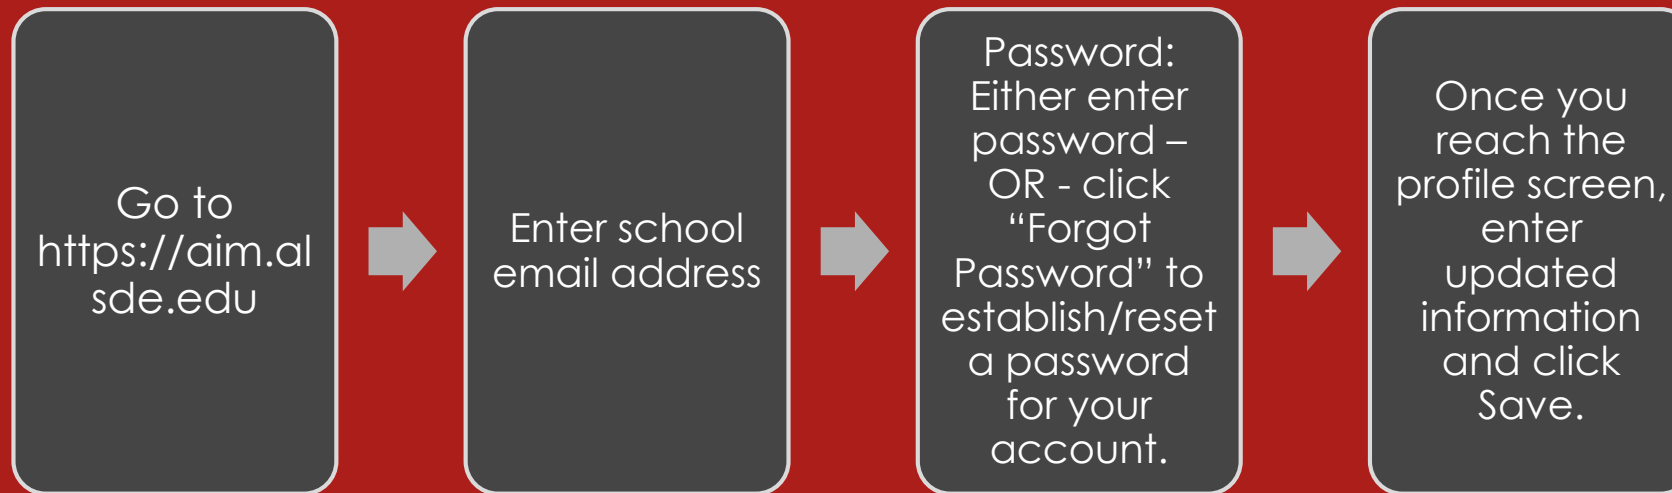 Go to
https://aim.al
sde.edu
Enter school
email address
Password:
Either enter
password –
OR - click
“Forgot
Password” to
establish/reset
a password
for your
account.
Once you
reach the
profile screen,
enter
updated
information
and click
Save.